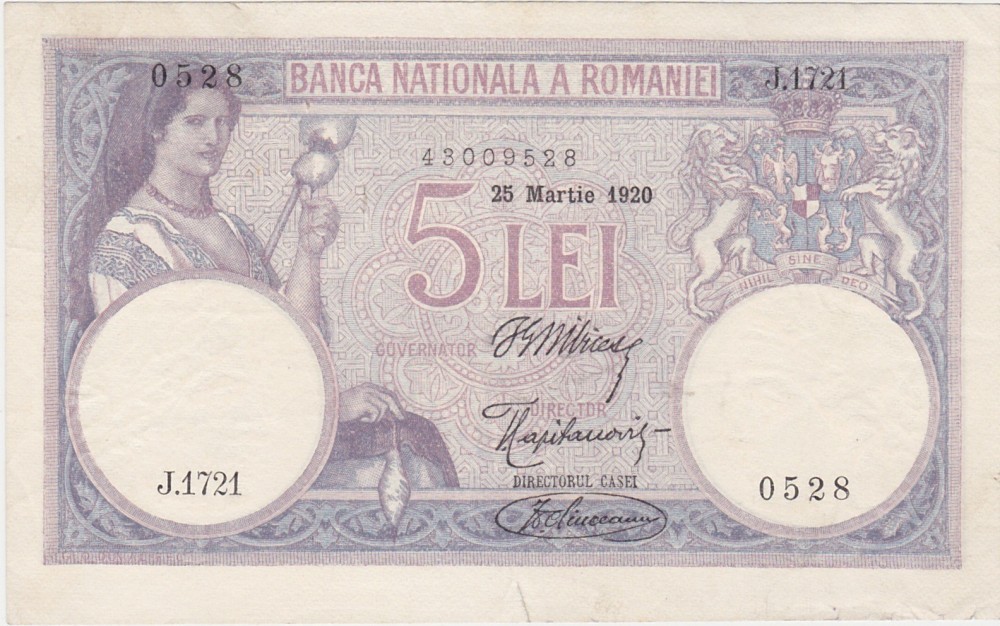 0528
BANCA NATIONALA A ROMANIEI
J.1721
43009528
25 Martie 1920
5 LEI
NIHIL SINE DEO
GOVERNATOR
DIRECTOR
DIRECTORUL CASEI
J.1721
0528